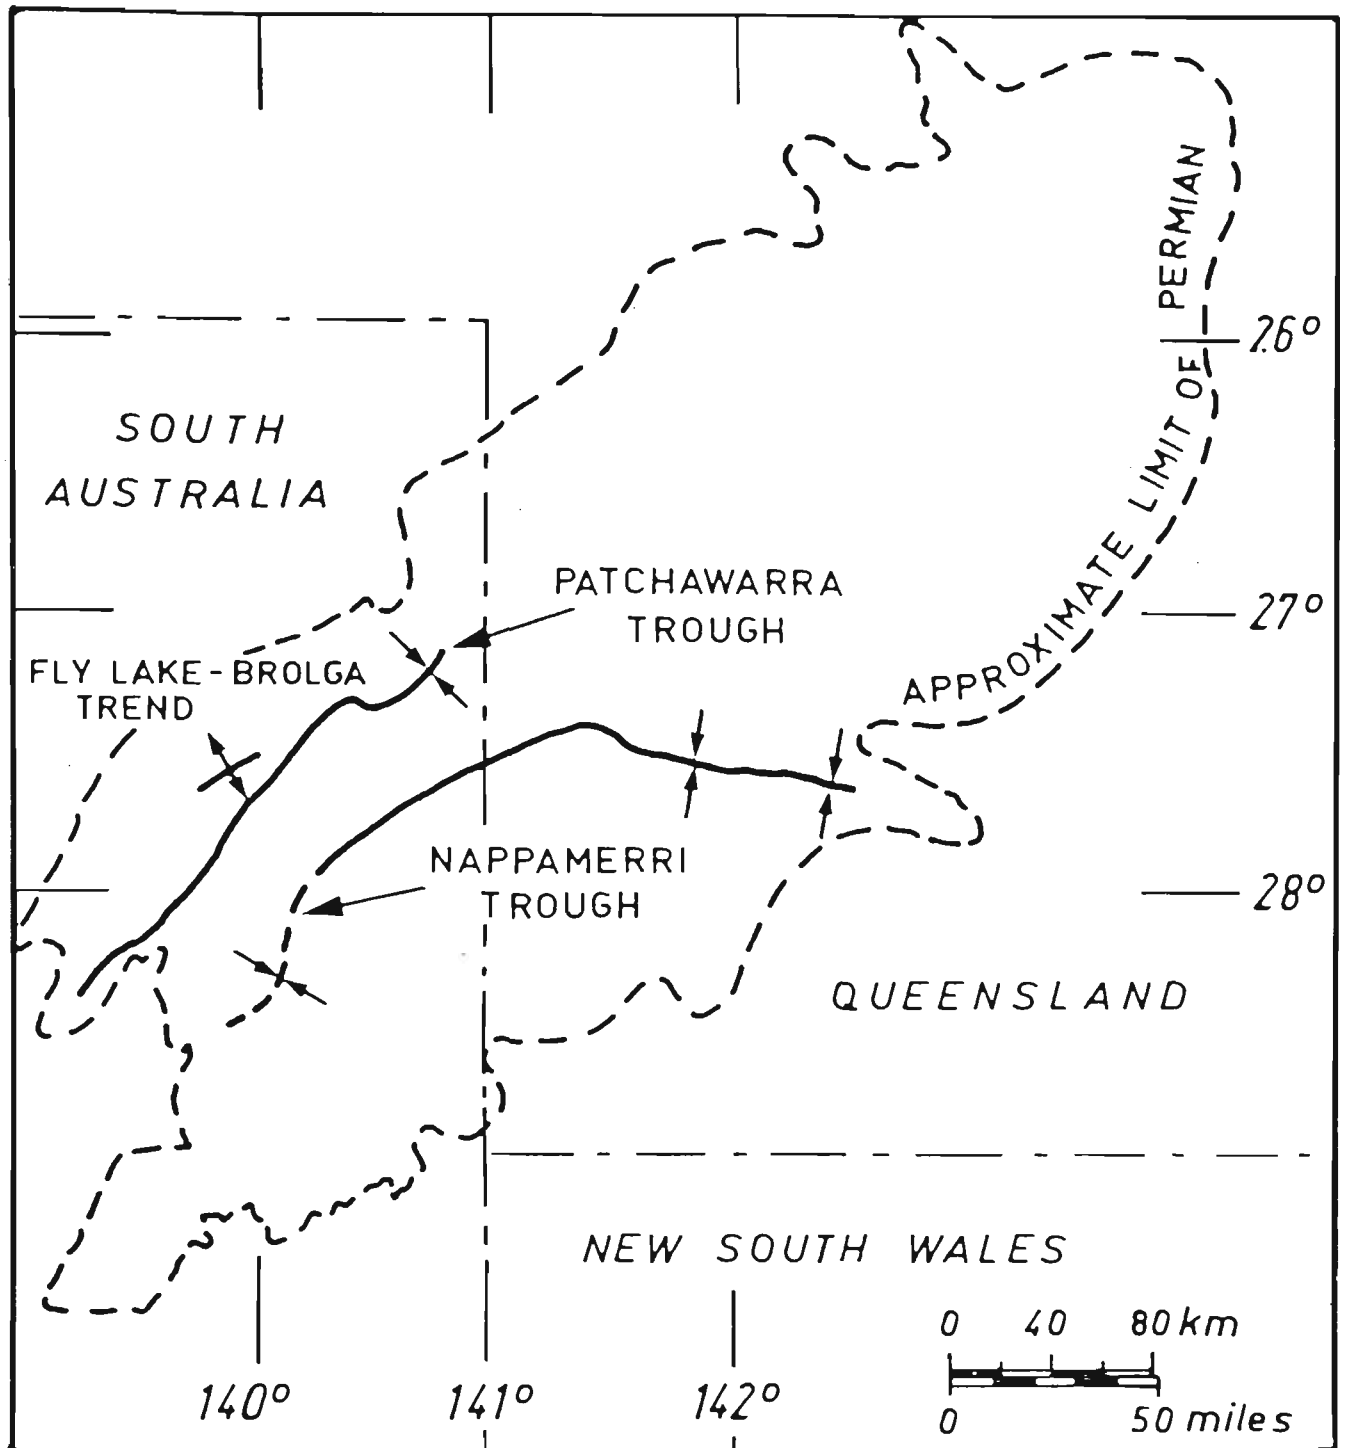 SOUTH
AUSTRALIA
PATCHAWARRA
TROUGH
FLY LAKE-BROLGA
TREND
NAPPAMERRI
TROUGH
APPROXIMATE LIMIT OF PERMIAN
26°
27°
28°
QUEENSLAND
NEW SOUTH WALES
0 40 80 km
0 50 miles
140° 141° 142°